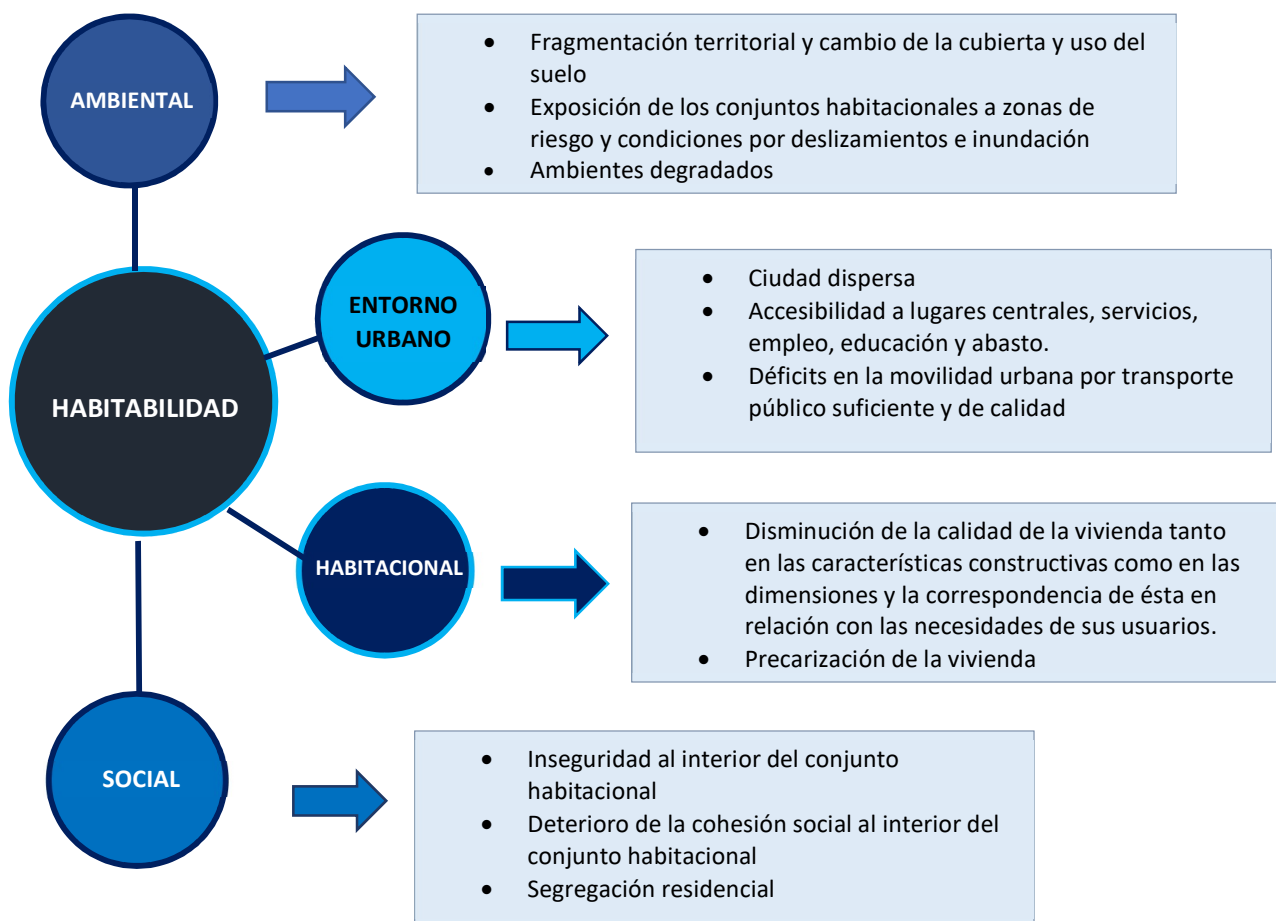 AMBIENTAL
• Fragmentación territorial y cambio de la cubierta y uso del
suelo
• Exposición de los conjuntos habitacionales a zonas de
riesgo y condiciones por deslizamientos e inundación
• Ambientes degradados
HABITABILIDAD
ENTORNO
URBANO
• Ciudad dispersa
• Accesibilidad a lugares centrales, servicios,
empleo, educación y abasto.
• Déficits en la movilidad urbana por transporte
público suficiente y de calidad
HABITACIONAL
• Disminución de la calidad de la vivienda tanto
en las características constructivas como en las
dimensiones y la correspondencia de ésta en
relación con las necesidades de sus usuarios.
• Precarización de la vivienda
SOCIAL
• Inseguridad al interior del conjunto
habitacional
• Deterioro de la cohesión social al interior del
conjunto habitacional
• Segregación residencial